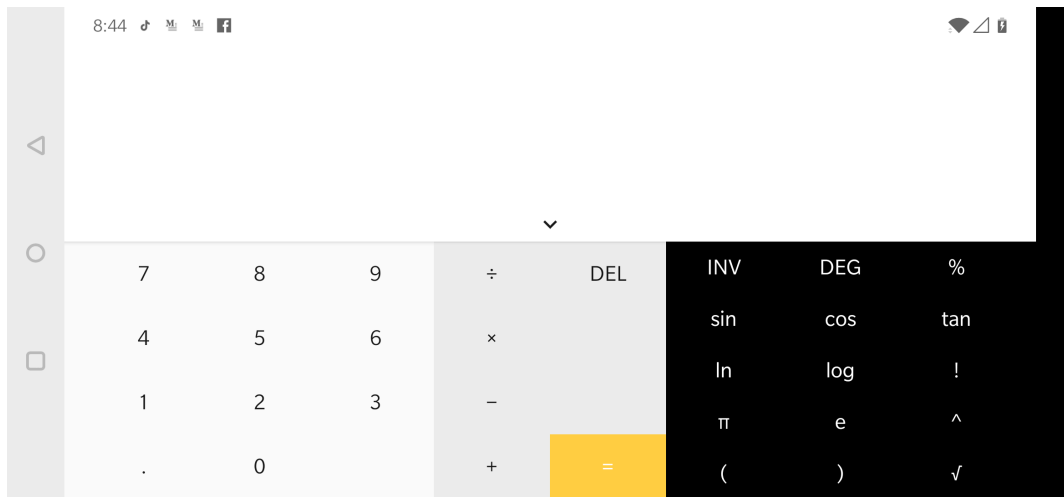 8:44
7 8 9 ÷ DEL INV DEG %
4 5 6 × sin cos tan
1 2 3 − ln log !
. 0 + = π e ^
( ) √